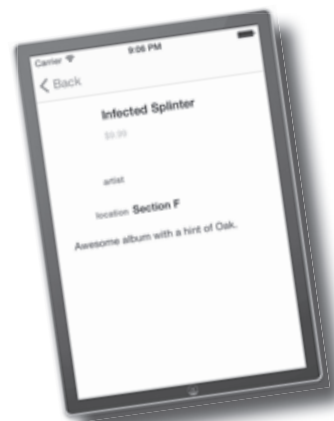 Carrier 9:06 PM
Back
Infected Splinter
$9.99
artist
location Section F
Awesome album with a hint of Oak.